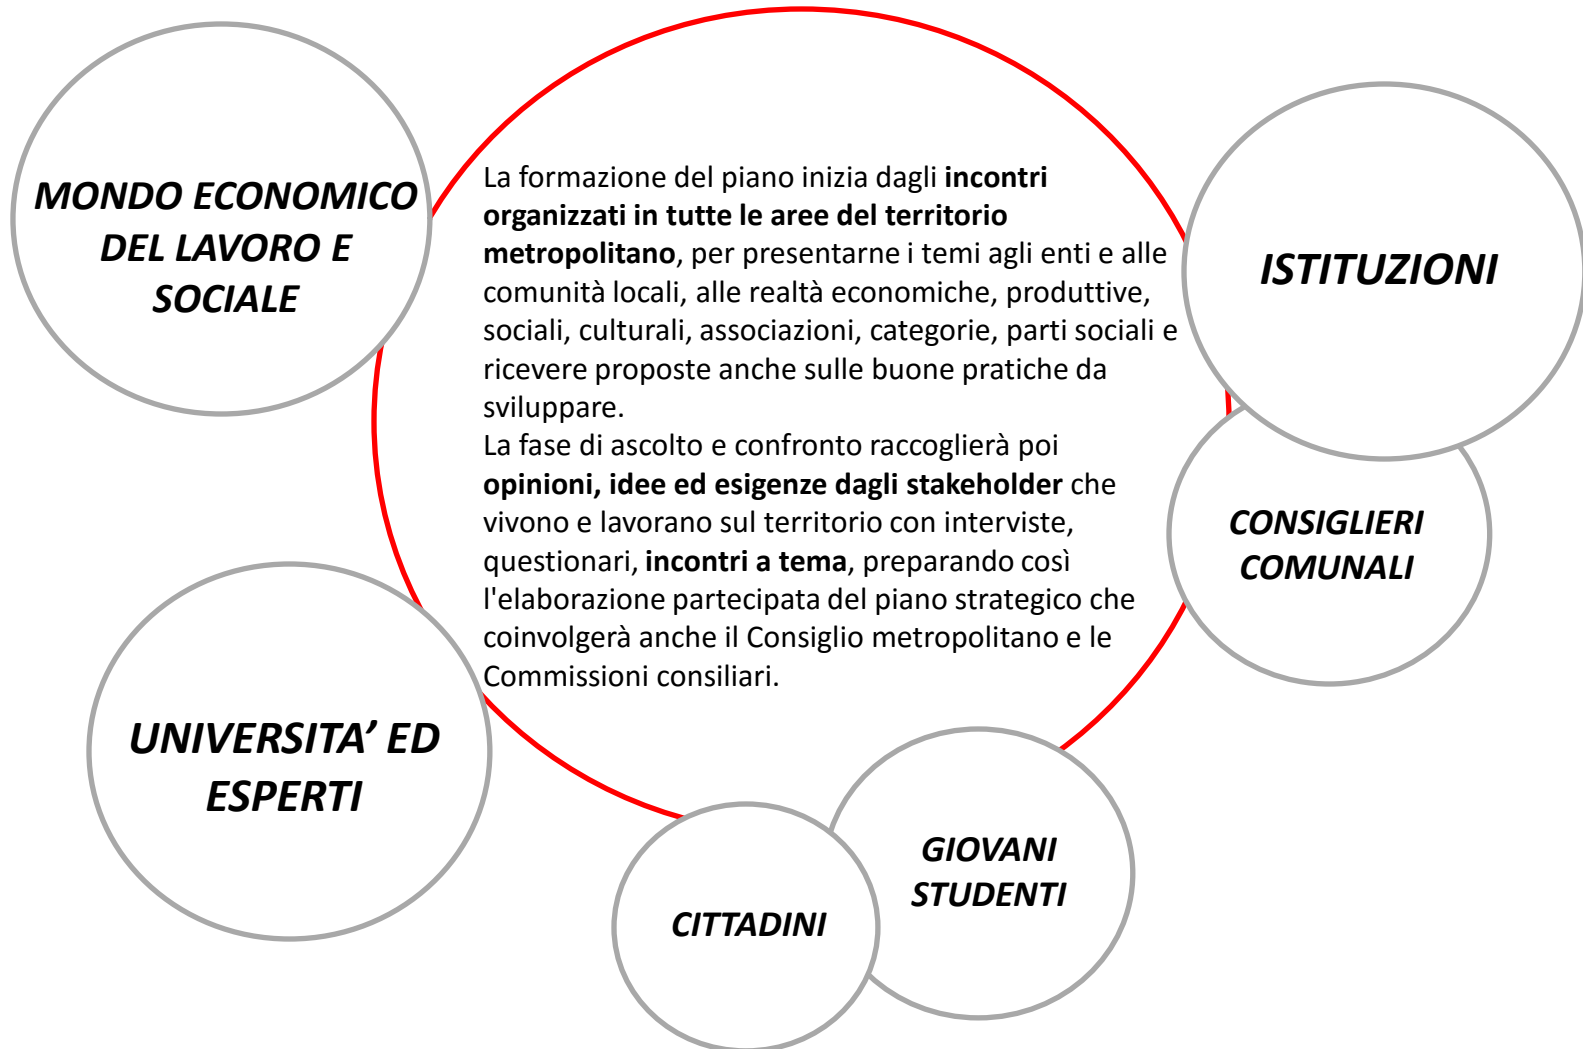 MONDO ECONOMICO
DEL LAVORO E
SOCIALE
La formazione del piano inizia dagli incontri
organizzati in tutte le aree del territorio
metropolitano, per presentarne i temi agli enti e alle
comunità locali, alle realtà economiche, produttive,
sociali, culturali, associazioni, categorie, parti sociali e
ricevere proposte anche sulle buone pratiche da
sviluppare.
La fase di ascolto e confronto raccoglierà poi
opinioni, idee ed esigenze dagli stakeholder che
vivono e lavorano sul territorio con interviste,
questionari, incontri a tema, preparando così
l'elaborazione partecipata del piano strategico che
coinvolgerà anche il Consiglio metropolitano e le
Commissioni consiliari.
ISTITUZIONI
CONSIGLIERI
COMUNALI
UNIVERSITA’ ED
ESPERTI
GIOVANI
STUDENTI
CITTADINI